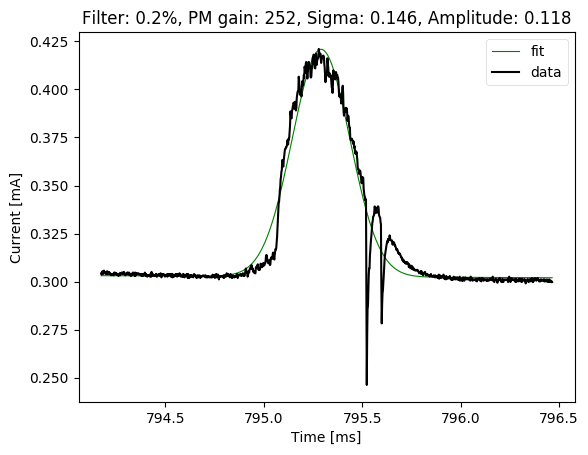 Filter: 0.2%, PM gain: 252, Sigma: 0.146, Amplitude: 0.118
fit
data
0.425
0.400
0.375
0.350
0.325
0.300
0.275
0.250
Current [mA]
794.5
795.0
795.5
796.0
796.5
Time [ms]